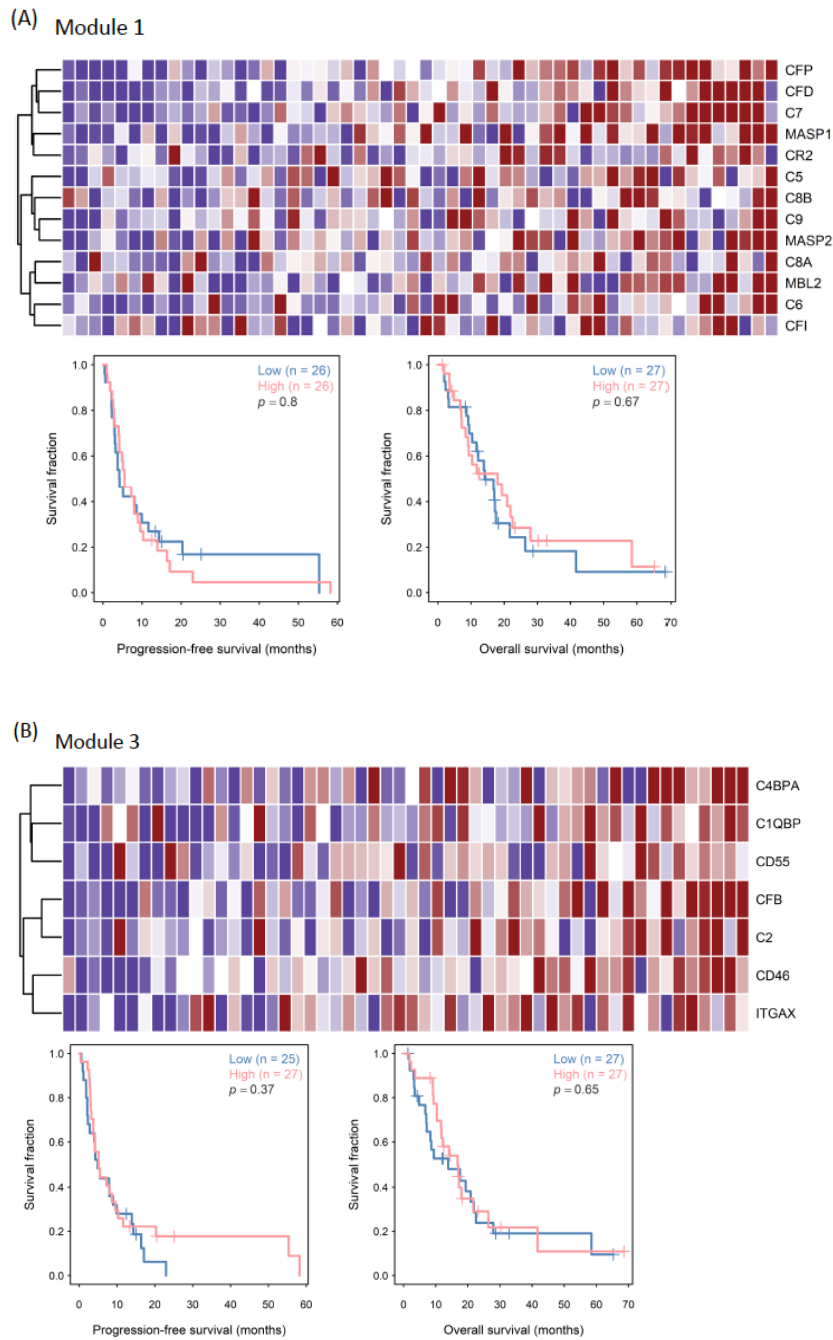 (A) Module 1
CFP
CFD
C7
MASP1
CR2
C5
C8B
C9
MASP2
C8A
MBL2
C6
CFI
Low (n = 26)
High (n = 26)
p = 0.8
Survival fraction
1.0
0.8
0.6
0.4
0.2
0.0
0 10 20 30 40 50 60
Progression-free survival (months)
Low (n = 27)
High (n = 27)
p = 0.67
Survival fraction
1.0
0.8
0.6
0.4
0.2
0.0
0 10 20 30 40 50 60 70
Overall survival (months)
(B) Module 3
C4BPA
C1QBP
CD55
CFB
C2
CD46
ITGAX
Low (n = 25)
High (n = 27)
p = 0.37
Survival fraction
1.0
0.8
0.6
0.4
0.2
0.0
0 10 20 30 40 50 60
Progression-free survival (months)
Low (n = 27)
High (n = 27)
p = 0.65
Survival fraction
1.0
0.8
0.6
0.4
0.2
0.0
0 10 20 30 40 50 60 70
Overall survival (months)